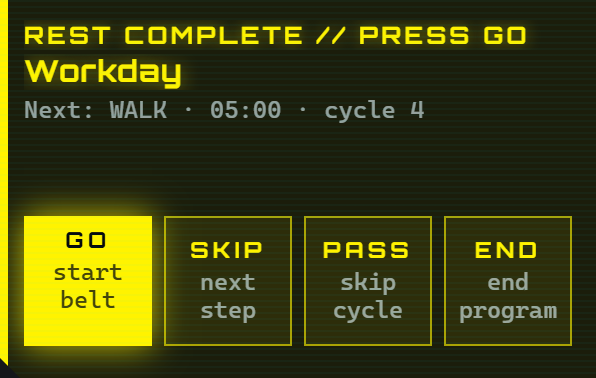 REST COMPLETE // PRESS GO
Workday
Next: WALK · 05:00 · cycle 4
GO
start
belt
SKIP
next
step
PASS
skip
cycle
END
end
program